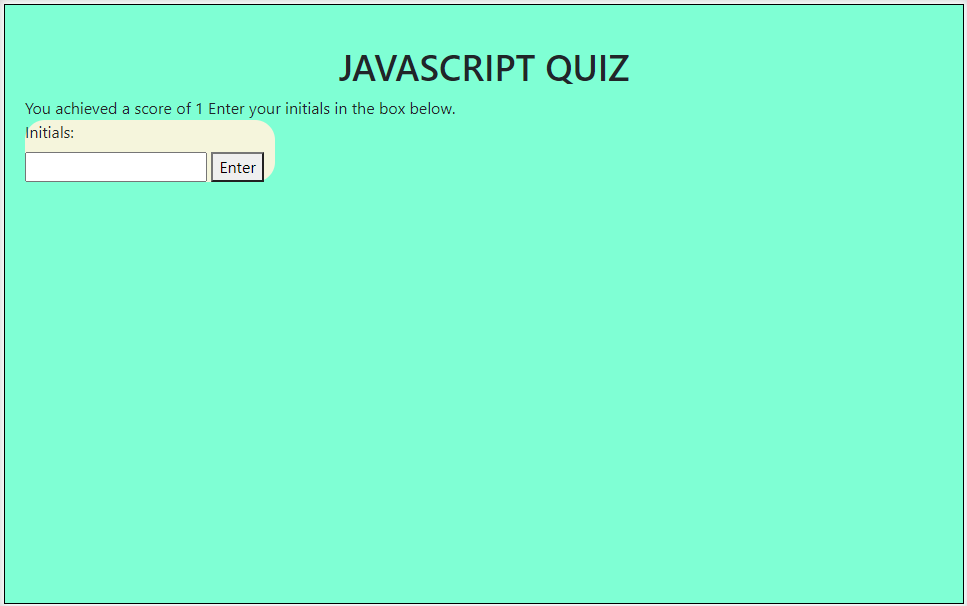 JAVASCRIPT QUIZ
You achieved a score of 1 Enter your initials in the box below.
Initials:
Enter